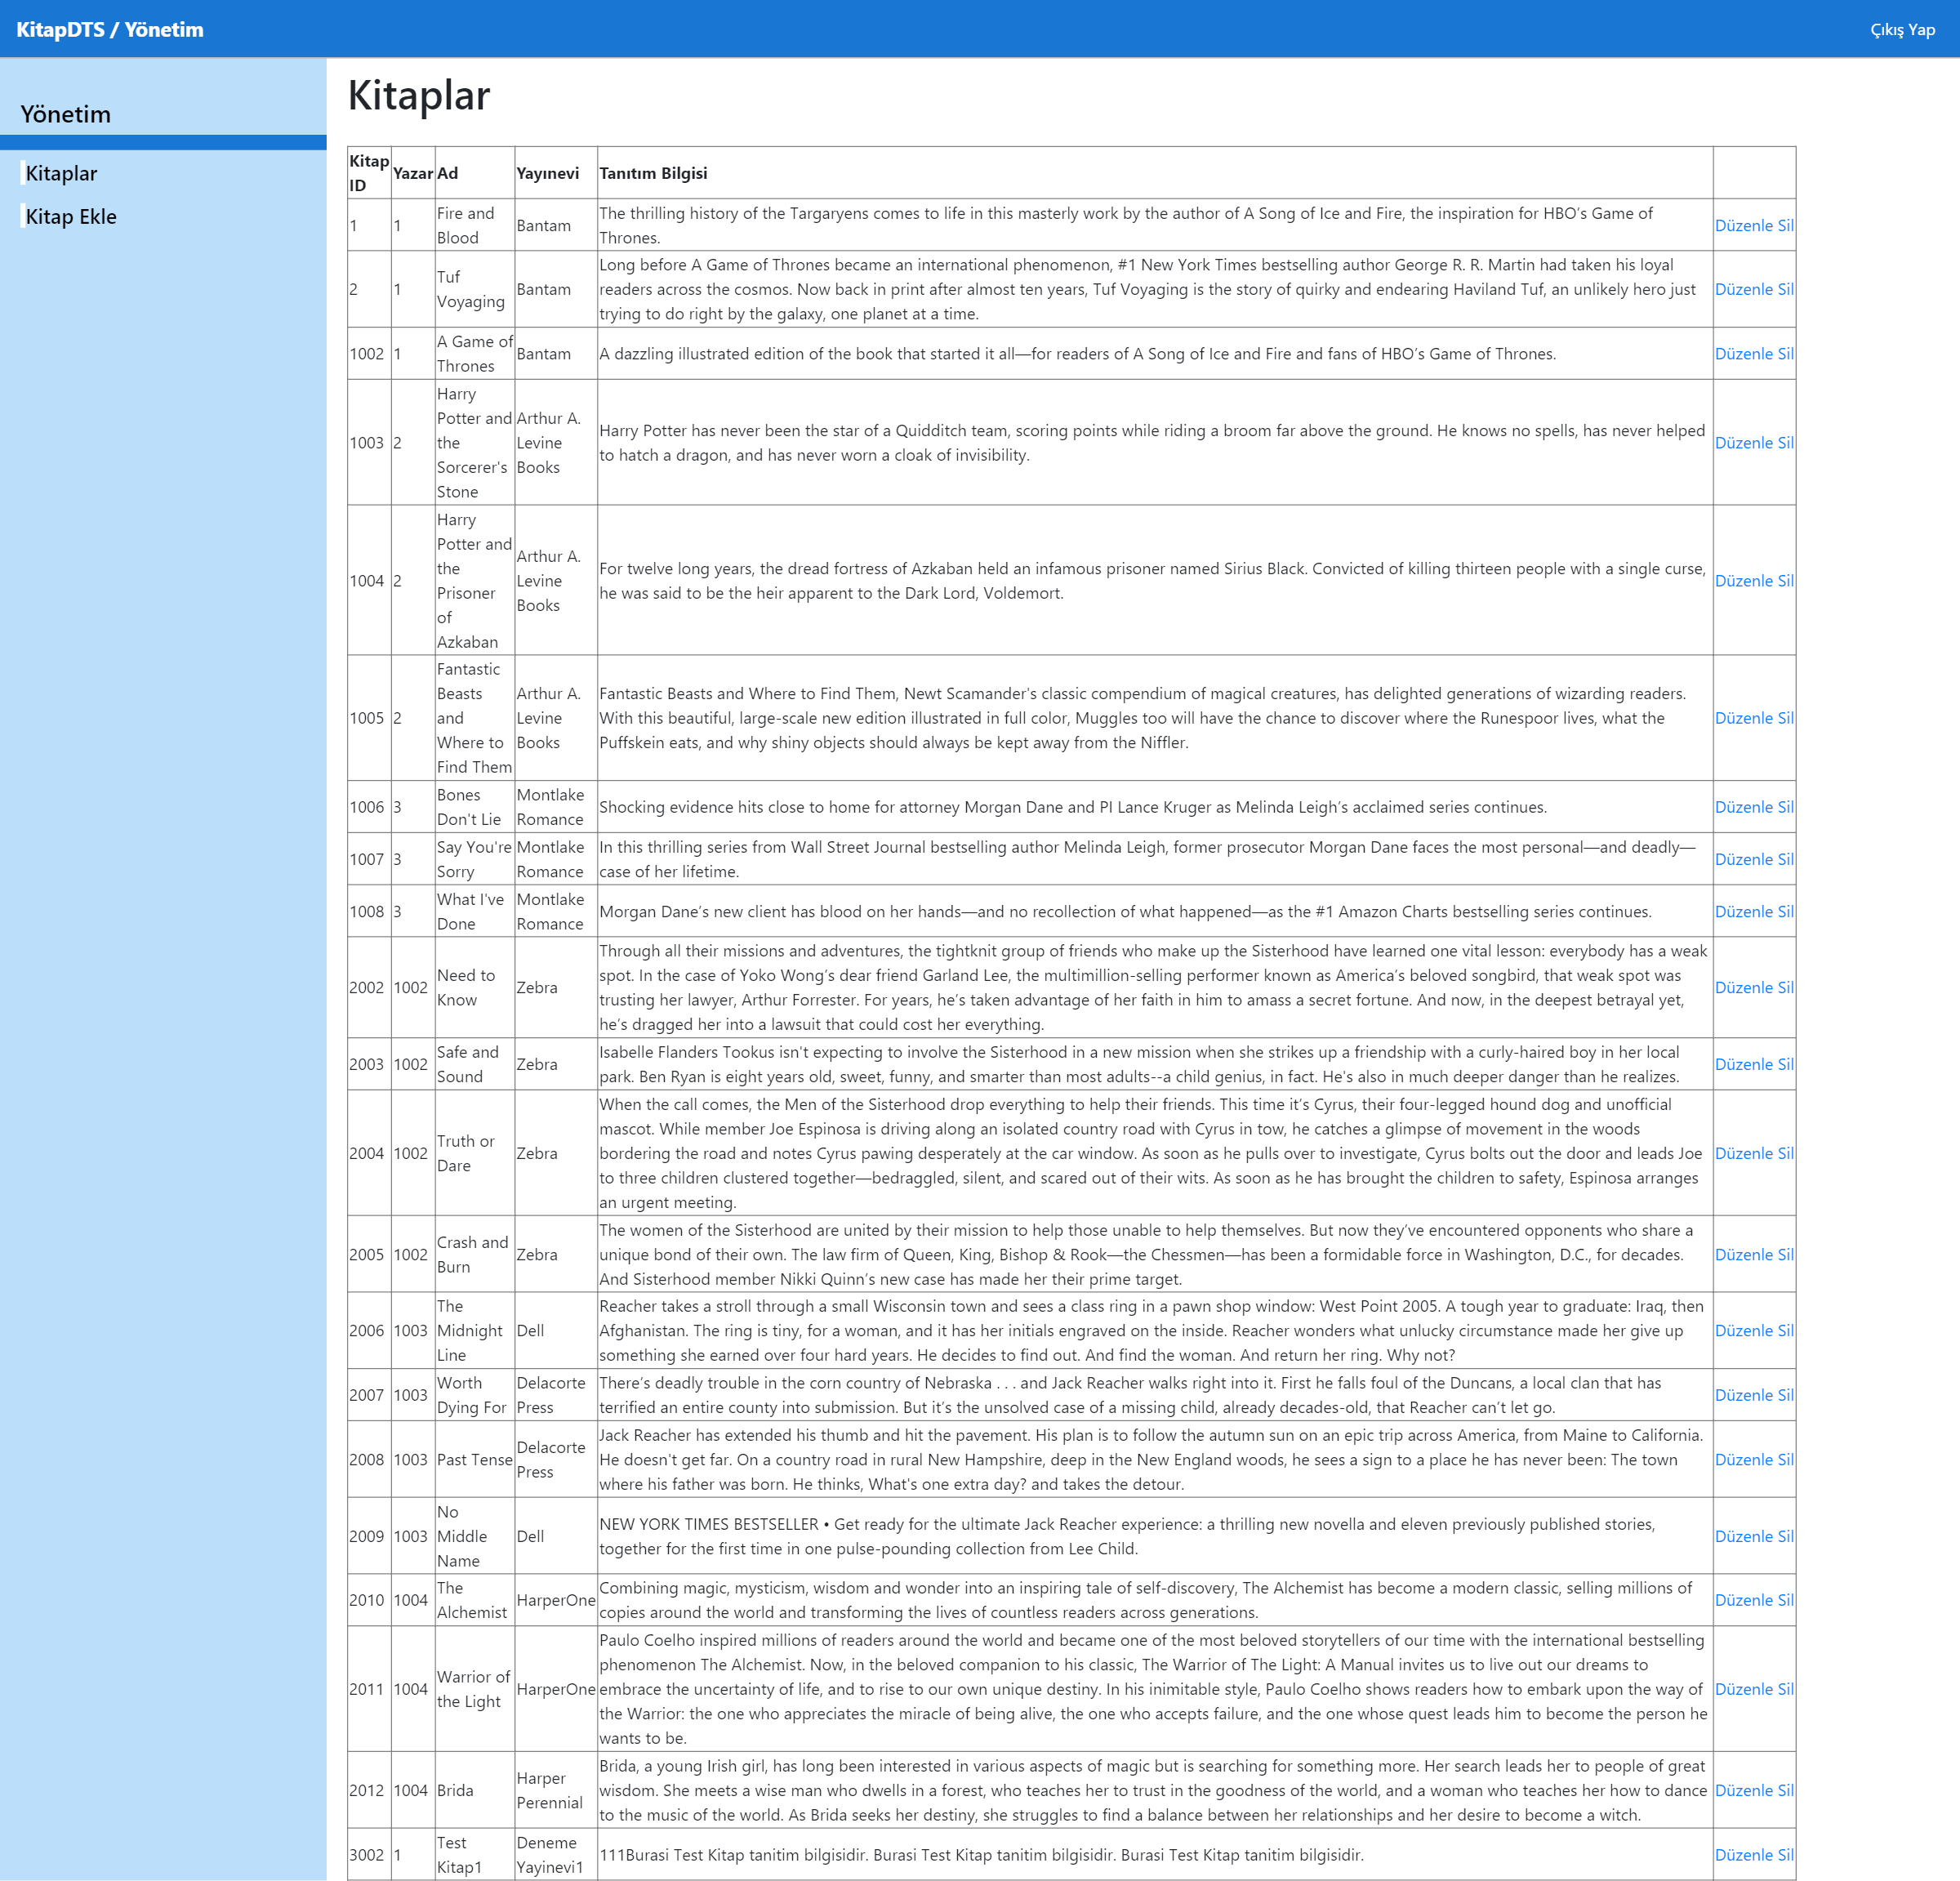 KitapDTS / Yönetim
Çıkış Yap
Yönetim
Kitaplar
Kitap Ekle
Kitaplar
Kitap
ID
Yazar
Ad
Yayınevi
Tanıtım Bilgisi
1
1
Fire and
Blood
Bantam
The thrilling history of the Targaryens comes to life in this masterly work by the author of A Song of Ice and Fire, the inspiration for HBO’s Game of
Thrones.
Düzenle Sil
2
1
Tuf
Voyaging
Bantam
Long before A Game of Thrones became an international phenomenon, #1 New York Times bestselling author George R. R. Martin had taken his loyal
readers across the cosmos. Now back in print after almost ten years, Tuf Voyaging is the story of quirky and endearing Haviland Tuf, an unlikely hero just
trying to do right by the galaxy, one planet at a time.
Düzenle Sil
1002
1
A Game of
Thrones
Bantam
A dazzling illustrated edition of the book that started it all—for readers of A Song of Ice and Fire and fans of HBO’s Game of Thrones.
Düzenle Sil
1003
2
Harry
Potter and
the
Sorcerer's
Stone
Arthur A.
Levine
Books
Harry Potter has never been the star of a Quidditch team, scoring points while riding a broom far above the ground. He knows no spells, has never helped
to hatch a dragon, and has never worn a cloak of invisibility.
Düzenle Sil
1004
2
Harry
Potter and
the
Prisoner
of
Azkaban
Arthur A.
Levine
Books
For twelve long years, the dread fortress of Azkaban held an infamous prisoner named Sirius Black. Convicted of killing thirteen people with a single curse,
he was said to be the heir apparent to the Dark Lord, Voldemort.
Düzenle Sil
1005
2
Fantastic
Beasts
and
Where to
Find Them
Arthur A.
Levine
Books
Fantastic Beasts and Where to Find Them, Newt Scamander's classic compendium of magical creatures, has delighted generations of wizarding readers.
With this beautiful, large-scale new edition illustrated in full color, Muggles too will have the chance to discover where the Runespoor lives, what the
Puffskein eats, and why shiny objects should always be kept away from the Niffler.
Düzenle Sil
1006
3
Bones
Don't Lie
Montlake
Romance
Shocking evidence hits close to home for attorney Morgan Dane and PI Lance Kruger as Melinda Leigh’s acclaimed series continues.
Düzenle Sil
1007
3
Say You're
Sorry
Montlake
Romance
In this thrilling series from Wall Street Journal bestselling author Melinda Leigh, former prosecutor Morgan Dane faces the most personal—and deadly—
case of her lifetime.
Düzenle Sil
1008
3
What I've
Done
Montlake
Romance
Morgan Dane’s new client has blood on her hands—and no recollection of what happened—as the #1 Amazon Charts bestselling series continues.
Düzenle Sil
2002
1002
Need to
Know
Zebra
Through all their missions and adventures, the tightknit group of friends who make up the Sisterhood have learned one vital lesson: everybody has a weak
spot. In the case of Yoko Wong’s dear friend Garland Lee, the multimillion-selling performer known as America’s beloved songbird, that weak spot was
trusting her lawyer, Arthur Forrester. For years, he’s taken advantage of her faith in him to amass a secret fortune. And now, in the deepest betrayal yet,
he’s dragged her into a lawsuit that could cost her everything.
Düzenle Sil
2003
1002
Safe and
Sound
Zebra
Isabelle Flanders Tookus isn't expecting to involve the Sisterhood in a new mission when she strikes up a friendship with a curly-haired boy in her local
park. Ben Ryan is eight years old, sweet, funny, and smarter than most adults--a child genius, in fact. He's also in much deeper danger than he realizes.
Düzenle Sil
2004
1002
Truth or
Dare
Zebra
When the call comes, the Men of the Sisterhood drop everything to help their friends. This time it’s Cyrus, their four-legged hound dog and unofficial
mascot. While member Joe Espinosa is driving along an isolated country road with Cyrus in tow, he catches a glimpse of movement in the woods
bordering the road and notes Cyrus pawing desperately at the car window. As soon as he pulls over to investigate, Cyrus bolts out the door and leads Joe
to three children clustered together—bedraggled, silent, and scared out of their wits. As soon as he has brought the children to safety, Espinosa arranges
an urgent meeting.
Düzenle Sil
2005
1002
Crash and
Burn
Zebra
The women of the Sisterhood are united by their mission to help those unable to help themselves. But now they’ve encountered opponents who share a
unique bond of their own. The law firm of Queen, King, Bishop & Rook—the Chessmen—has been a formidable force in Washington, D.C., for decades.
And Sisterhood member Nikki Quinn’s new case has made her their prime target.
Düzenle Sil
2006
1003
The
Midnight
Line
Dell
Reacher takes a stroll through a small Wisconsin town and sees a class ring in a pawn shop window: West Point 2005. A tough year to graduate: Iraq, then
Afghanistan. The ring is tiny, for a woman, and it has her initials engraved on the inside. Reacher wonders what unlucky circumstance made her give up
something she earned over four hard years. He decides to find out. And find the woman. And return her ring. Why not?
Düzenle Sil
2007
1003
Worth
Dying For
Delacorte
Press
There’s deadly trouble in the corn country of Nebraska . . . and Jack Reacher walks right into it. First he falls foul of the Duncans, a local clan that has
terrified an entire county into submission. But it’s the unsolved case of a missing child, already decades-old, that Reacher can’t let go.
Düzenle Sil
2008
1003
Past Tense
Delacorte
Press
Jack Reacher has extended his thumb and hit the pavement. His plan is to follow the autumn sun on an epic trip across America, from Maine to California.
He doesn't get far. On a country road in rural New Hampshire, deep in the New England woods, he sees a sign to a place he has never been: The town
where his father was born. He thinks, What's one extra day? and takes the detour.
Düzenle Sil
2009
1003
No
Middle
Name
Dell
NEW YORK TIMES BESTSELLER • Get ready for the ultimate Jack Reacher experience: a thrilling new novella and eleven previously published stories,
together for the first time in one pulse-pounding collection from Lee Child.
Düzenle Sil
2010
1004
The
Alchemist
HarperOne
Combining magic, mysticism, wisdom and wonder into an inspiring tale of self-discovery, The Alchemist has become a modern classic, selling millions of
copies around the world and transforming the lives of countless readers across generations.
Düzenle Sil
2011
1004
Warrior of
the Light
HarperOne
Paulo Coelho inspired millions of readers around the world and became one of the most beloved storytellers of our time with the international bestselling
phenomenon The Alchemist. Now, in the beloved companion to his classic, The Warrior of The Light: A Manual invites us to live out our dreams to
embrace the uncertainty of life, and to rise to our own unique destiny. In his inimitable style, Paulo Coelho shows readers how to embark upon the way of
the Warrior: the one who appreciates the miracle of being alive, the one who accepts failure, and the one whose quest leads him to become the person he
wants to be.
Düzenle Sil
2012
1004
Brida
Harper
Perennial
Brida, a young Irish girl, has long been interested in various aspects of magic but is searching for something more. Her search leads her to people of great
wisdom. She meets a wise man who dwells in a forest, who teaches her to trust in the goodness of the world, and a woman who teaches her how to dance
to the music of the world. As Brida seeks her destiny, she struggles to find a balance between her relationships and her desire to become a witch.
Düzenle Sil
3002
1
Test
Kitap1
Deneme
Yayinevi1
111Burasi Test Kitap tanitim bilgisidir. Burasi Test Kitap tanitim bilgisidir. Burasi Test Kitap tanitim bilgisidir.
Düzenle Sil